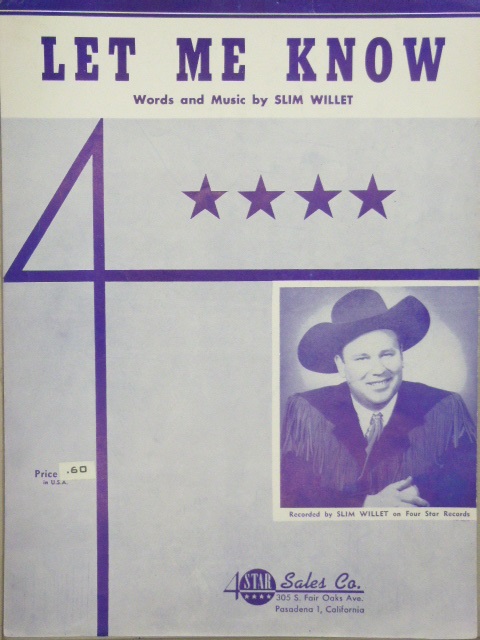 LET ME KNOW
Words and Music by SLIM WILLET
4
Price .60
in U.S.A.
Recorded by SLIM WILLET on Four Star Records
4 STAR Sales Co.
305 S. Fair Oaks Ave.
Pasadena 1, California